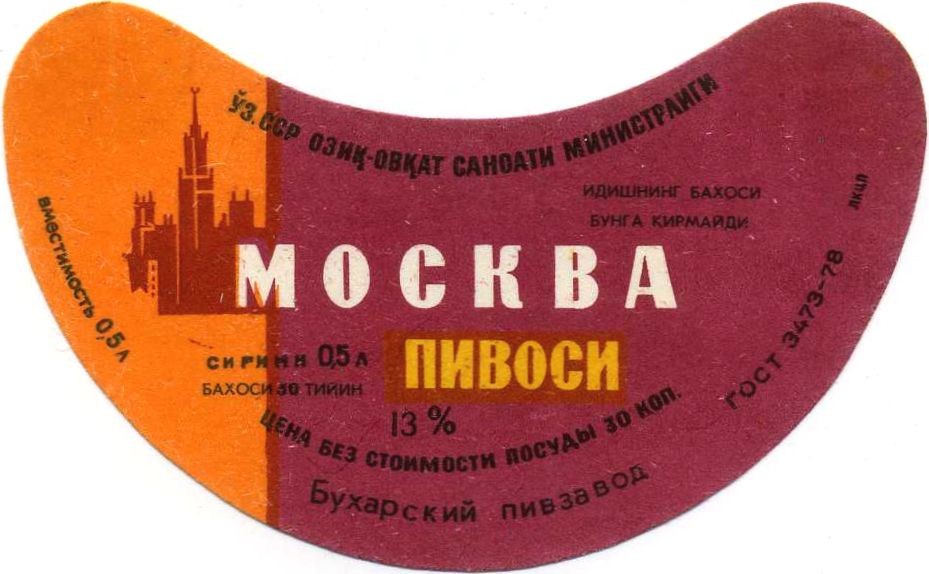 ЎЗ.ССР ОЗИҚ-ОВҚАТ САНОАТИ МИНИСТРЛИГИ
ИДИШНИНГ БАХОСИ
БУНГА КИРМАЙДИ
ЛКЦП
ВМЕСТИМОСТЬ 0,5 Л
МОСКВА
ПИВОСИ
СИҒИМИ 0,5 Л
БАХОСИ 30 ТИЙИН
13 %
ЦЕНА БЕЗ СТОИМОСТИ ПОСУДЫ 30 КОП.
ГОСТ 3473-78
Бухарский пивзавод